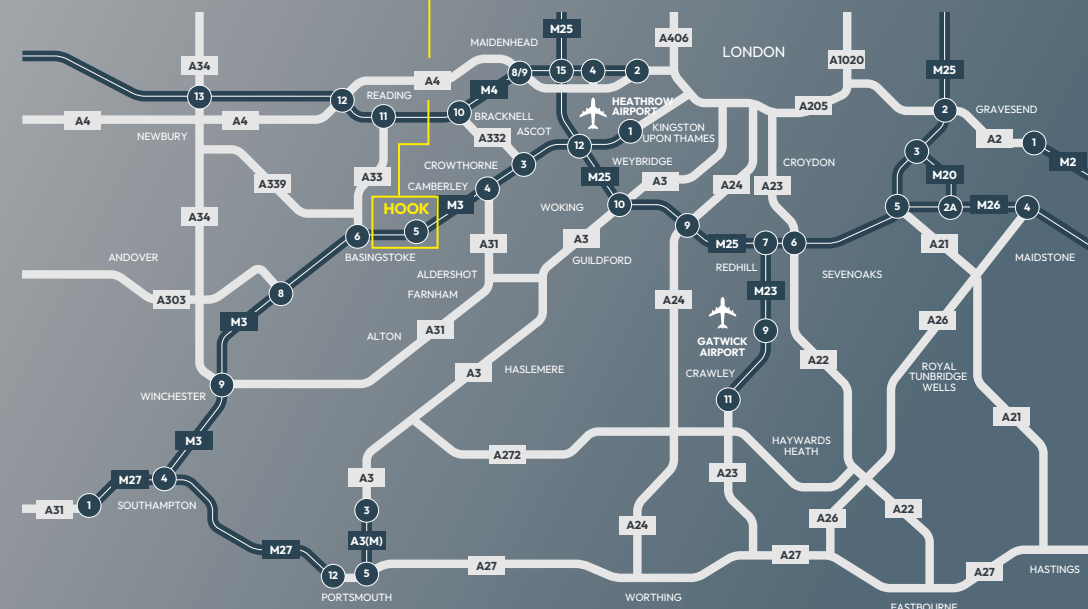 M25
A406
MAIDENHEAD
LONDON
A34
A1020
M25
13
A4
8/9
15
4
2
12
READING
M4
A4
A4
NEWBURY
11
10
BRACKNELL
HEATHROW
AIRPORT
A205
2
GRAVESEND
A332
ASCOT
1
KINGSTON
UPON THAMES
A2
1
M2
CROWTHORNE
3
12
WEYBRIDGE
CROYDON
3
A339
A33
CAMBERLEY
4
M25
A3
A24
A23
M20
HOOK
M3
WOKING
10
5
2A
M26
4
A34
6
5
9
BASINGSTOKE
A31
A3
GUILDFORD
M25
7
6
A21
ANDOVER
REDHILL
SEVENOAKS
MAIDSTONE
ALDERSHOT
FARNHAM
A303
8
A24
M23
M3
ALTON
A31
GATWICK
AIRPORT
9
A26
A22
A3
HASLEMERE
CRAWLEY
ROYAL
TUNBRIDGE
WELLS
9
WINCHESTER
11
A21
M3
A272
HAYWARDS
HEATH
M27
4
A3
A23
SOUTHAMPTON
A31
1
3
A24
A26
A22
M27
A3(M)
A27
A27
12
5
A27
HASTINGS
PORTSMOUTH
WORTHING
EASTBOURNE